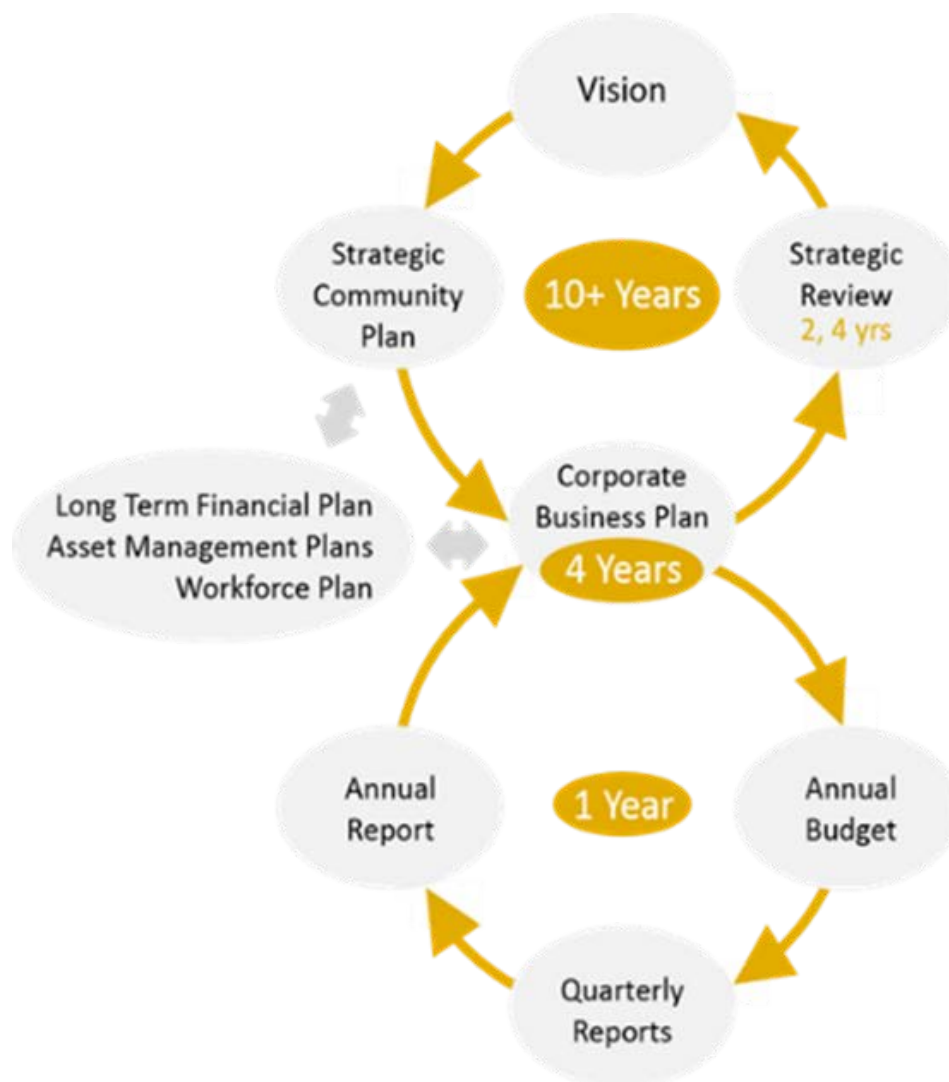 Vision
Strategic
Community
Plan
10+ Years
Strategic
Review
2, 4 yrs
Long Term Financial Plan
Asset Management Plans
Workforce Plan
Corporate
Business Plan
4 Years
Annual
Report
1 Year
Annual
Budget
Quarterly
Reports